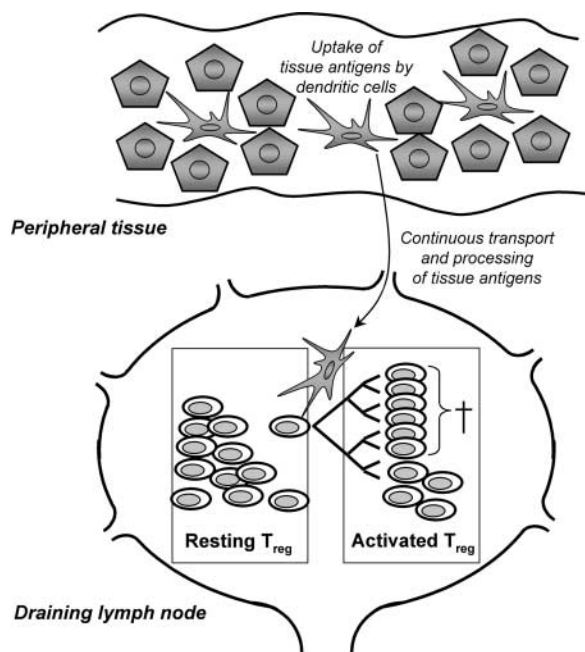 Uptake of
tissue antigens by
dendritic cells
Peripheral tissue
Continuous transport
and processing
of tissue antigens
†
Resting Treg
Activated Treg
Draining lymph node